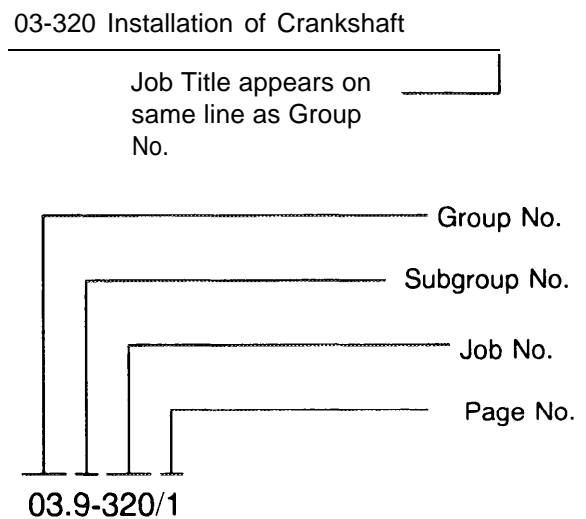 03-320 Installation of Crankshaft
Job Title appears on
same line as Group
No.
Group No.
Subgroup No.
Job No.
Page No.
03.9-320/1